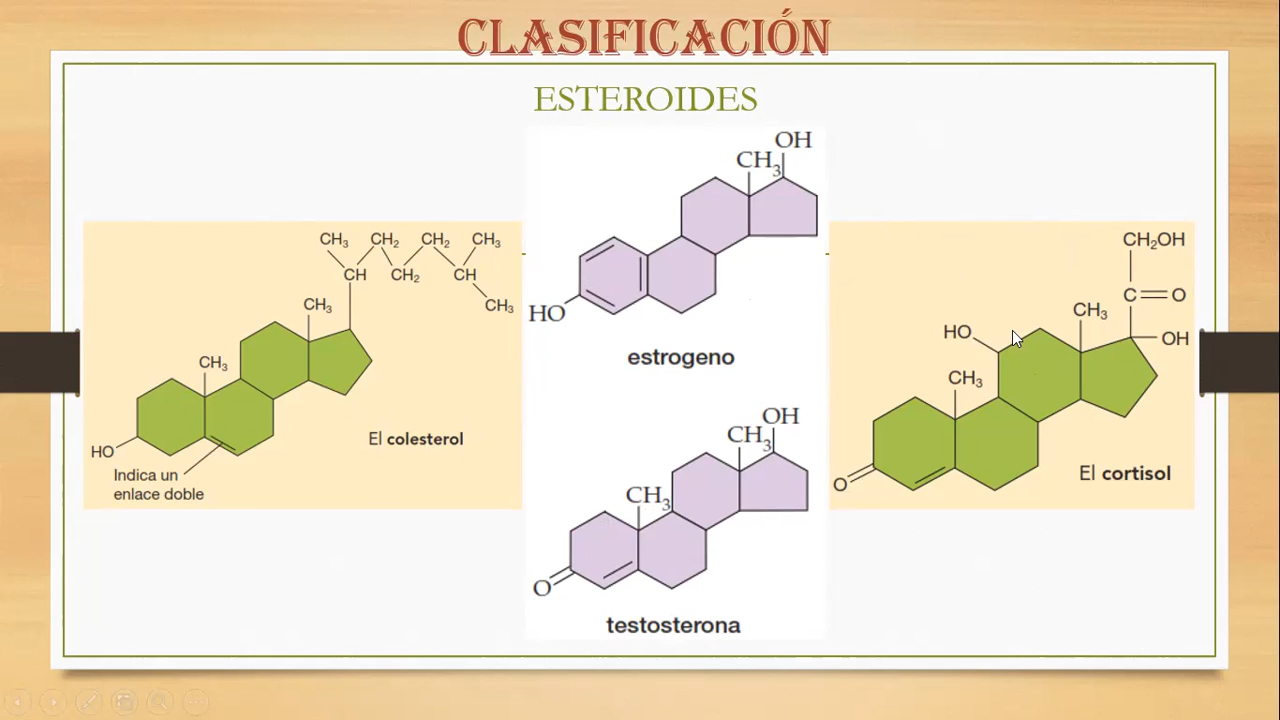 CLASIFICACIÓN
ESTEROIDES
CH3 CH2 CH2 CH3
CH CH2 CH
CH3
CH3
CH3
HO
Indica un
enlace doble
El colesterol
OH
CH3
HO
estrogeno
OH
CH3
CH3
O
testosterona
CH2OH
C O
CH3
HO
OH
CH3
O
El cortisol